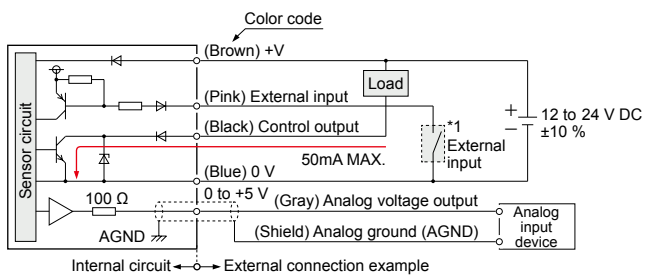 Color code
(Brown) +V
Load
(Pink) External input
12 to 24 V DC
±10 %
+
−
*1
External
input
(Black) Control output
50mA MAX.
(Blue) 0 V
Sensor circuit
100 Ω
0 to +5 V
(Gray) Analog voltage output
Analog
input
device
AGND
(Shield) Analog ground (AGND)
Internal circuit
External connection example